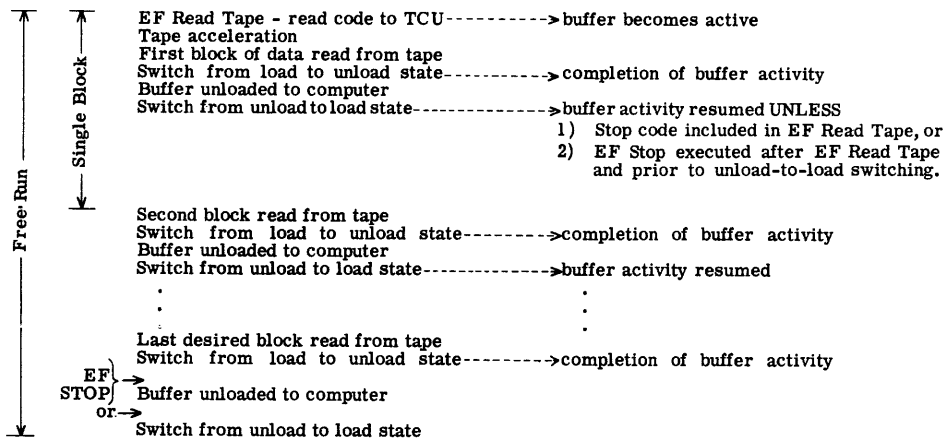 EF Read Tape - read code to TCU----------->buffer becomes active
Tape acceleration
First block of data read from tape
Switch from load to unload state---------->completion of buffer activity
Buffer unloaded to computer
Switch from unload to load state---------->buffer activity resumed UNLESS
1) Stop code included in EF Read Tape, or
2) EF Stop executed after EF Read Tape
and prior to unload-to-load switching.
Single Block
Free Run
Second block read from tape
Switch from load to unload state---------->completion of buffer activity
Buffer unloaded to computer
Switch from unload to load state---------->buffer activity resumed
Last desired block read from tape
Switch from load to unload state---------->completion of buffer activity
EF
STOP
Buffer unloaded to computer
or
Switch from unload to load state